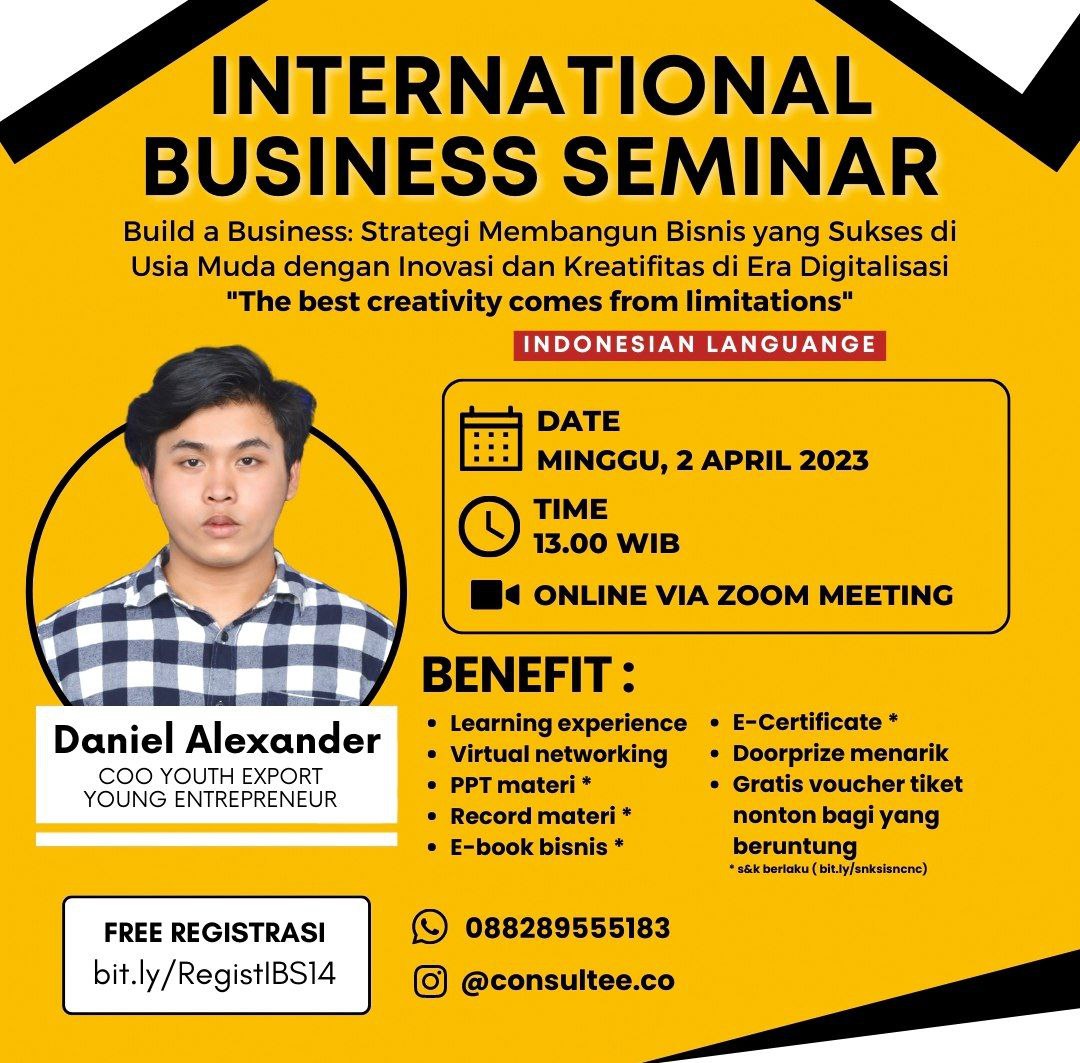 INTERNATIONAL
BUSINESS SEMINAR
Build a Business: Strategi Membangun Bisnis yang Sukses di
Usia Muda dengan Inovasi dan Kreatifitas di Era Digitalisasi
"The best creativity comes from limitations"
INDONESIAN LANGUANGE
DATE
MINGGU, 2 APRIL 2023
TIME
13.00 WIB
ONLINE VIA ZOOM MEETING
Daniel Alexander
COO YOUTH EXPORT
YOUNG ENTREPRENEUR
BENEFIT :
• Learning experience
• Virtual networking
• PPT materi *
• Record materi *
• E-book bisnis *
• E-Certificate *
• Doorprize menarik
• Gratis voucher tiket
nonton bagi yang
beruntung
* s&k berlaku ( bit.ly/snksisncnc)
FREE REGISTRASI
bit.ly/RegistIBS14
088289555183
@consultee.co